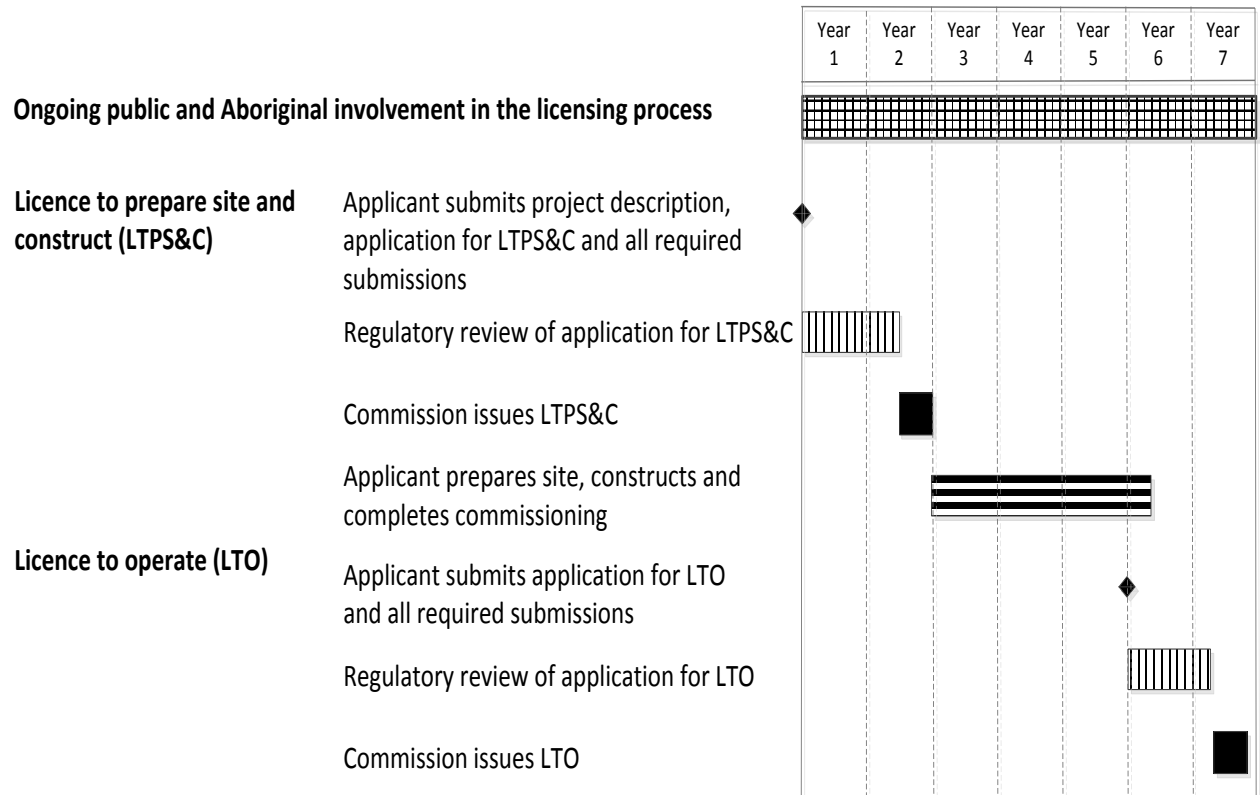 Year Year Year Year Year Year Year
1 2 3 4 5 6 7
Ongoing public and Aboriginal involvement in the licensing process
Licence to prepare site and
construct (LTPS&C)
Applicant submits project description,
application for LTPS&C and all required
submissions
Regulatory review of application for LTPS&C
Commission issues LTPS&C
Applicant prepares site, constructs and
completes commissioning
Licence to operate (LTO)
Applicant submits application for LTO
and all required submissions
Regulatory review of application for LTO
Commission issues LTO